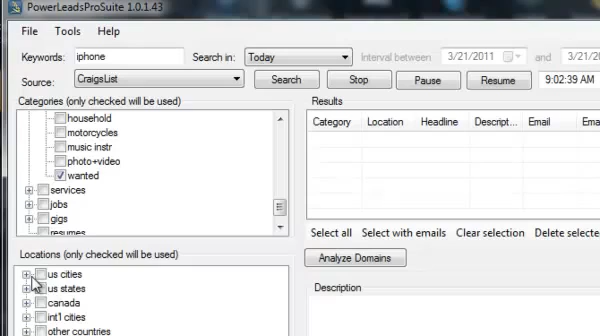 PowerLeadsProSuite 1.0.1.43
File Tools Help
Keywords: iphone Search in: Today Interval between 3/21/2011 and 3/21/20
Source: CraigsList Search Stop Pause Resume 9:02:39 AM
Categories (only checked will be used)
household
motorcycles
music instr
photo+video
wanted
services
jobs
gigs
resumes
Locations (only checked will be used)
us cities
us states
canada
int'l cities
other countries
Results
Category Location Headline Descript... Email Ema
Select all Select with emails Clear selection Delete selected
Analyze Domains
Description